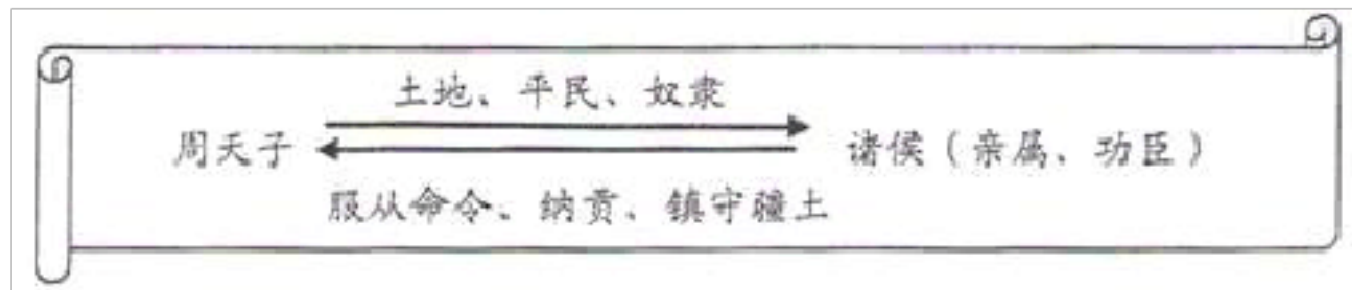 土地、平民、奴隶
周天子
诸侯（亲属、功臣）
服从命令、纳贡、镇守疆土